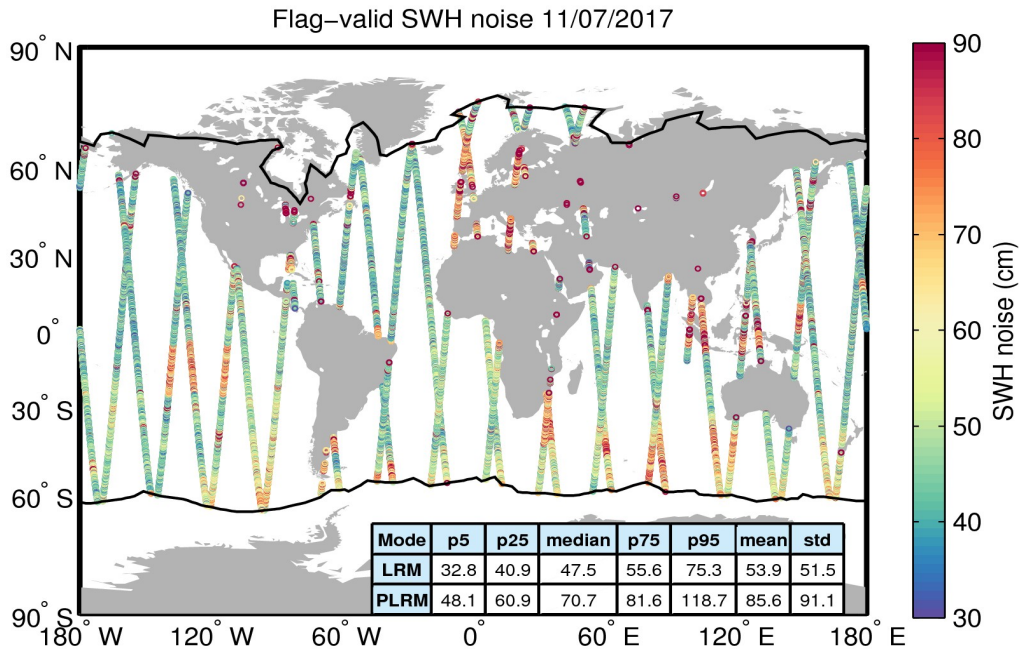 Flag−valid SWH noise 11/07/2017
90° N
60° N
30° N
0°
30° S
60° S
90° S
180° W 120° W 60° W 0° 60° E 120° E 180° E
Mode p5 p25 median p75 p95 mean std
LRM 32.8 40.9 47.5 55.6 75.3 53.9 51.5
PLRM 48.1 60.9 70.7 81.6 118.7 85.6 91.1
90
80
70
60
50
40
30
SWH noise (cm)